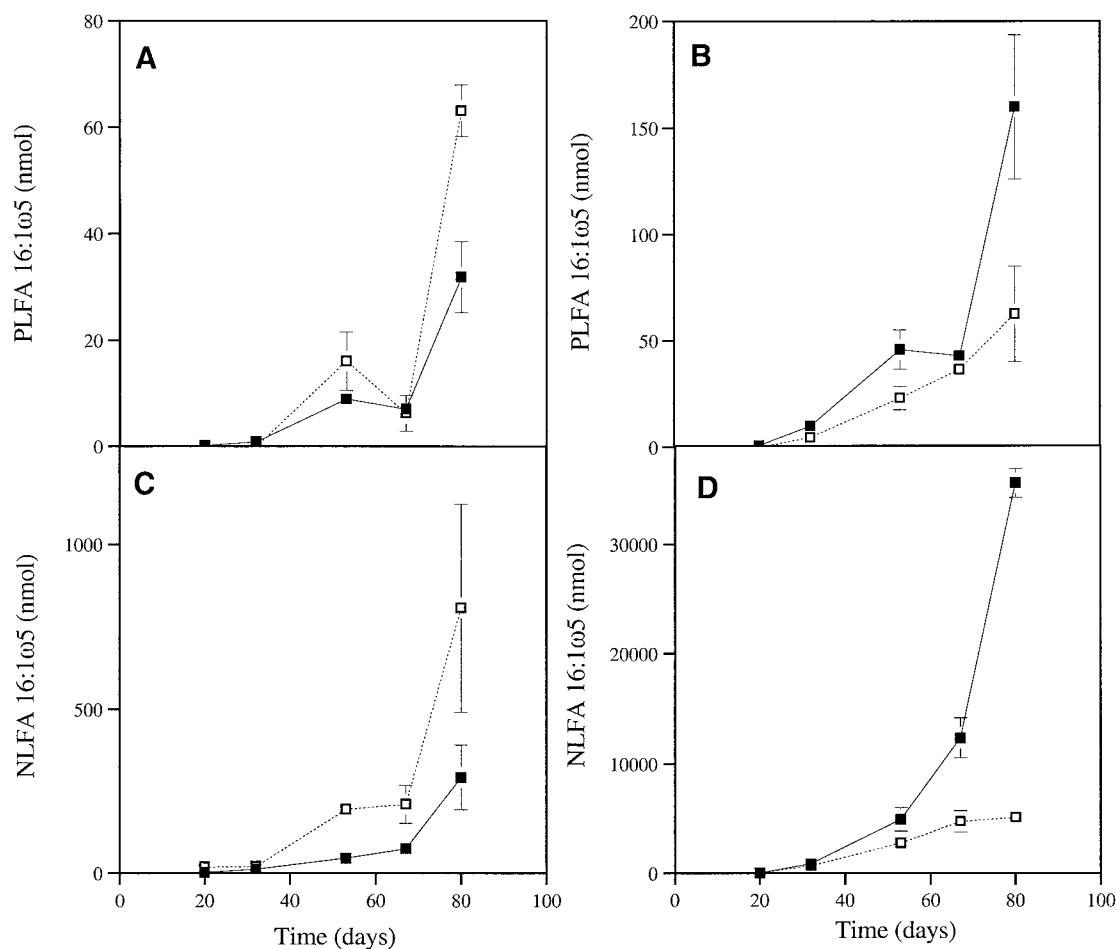 A
PLFA 16:1ω5 (nmol)
80
60
40
20
0
B
PLFA 16:1ω5 (nmol)
200
150
100
50
0
C
NLFA 16:1ω5 (nmol)
1000
500
0
0 20 40 60 80 100
Time (days)
D
NLFA 16:1ω5 (nmol)
30000
20000
10000
0
0 20 40 60 80 100
Time (days)